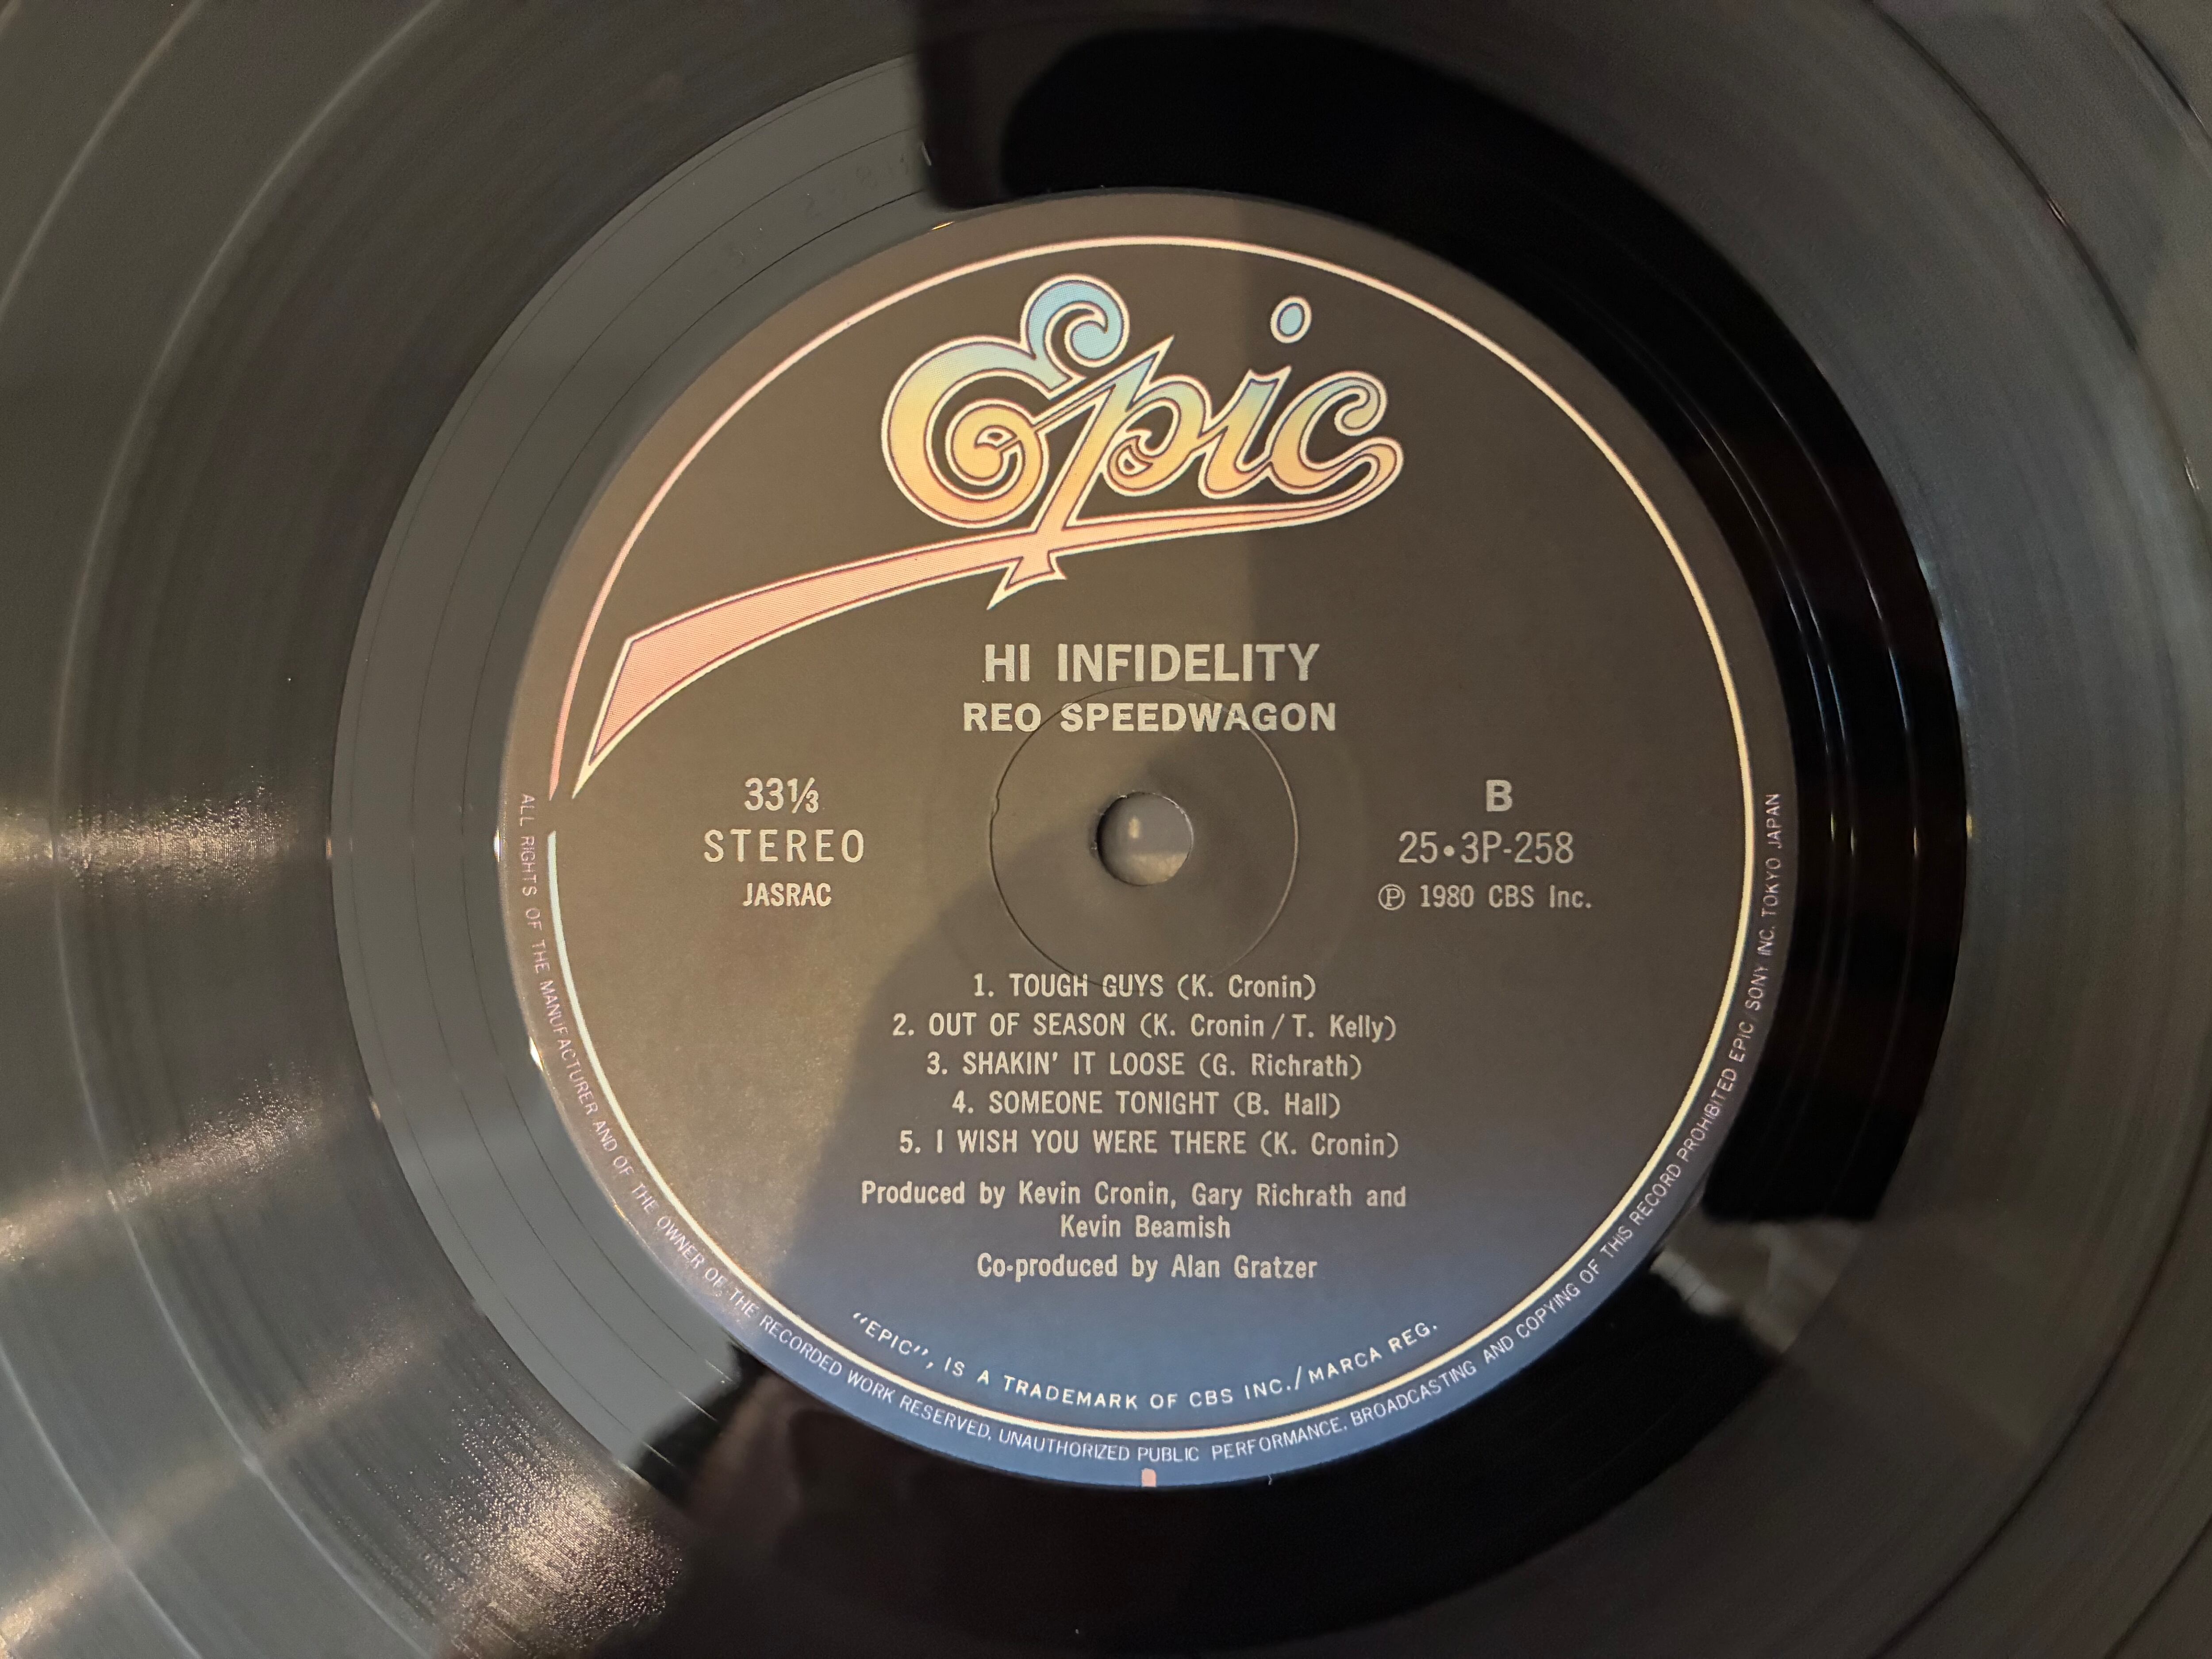 Epic
HI INFIDELITY
REO SPEEDWAGON
33⅓
STEREO
JASRAC
B
25•3P-258
℗ 1980 CBS Inc.
1. TOUGH GUYS (K. Cronin)
2. OUT OF SEASON (K. Cronin / T. Kelly)
3. SHAKIN' IT LOOSE (G. Richrath)
4. SOMEONE TONIGHT (B. Hall)
5. I WISH YOU WERE THERE (K. Cronin)
Produced by Kevin Cronin, Gary Richrath and
Kevin Beamish
Co-produced by Alan Gratzer
“EPIC”, IS A TRADEMARK OF CBS INC./MARCA REG.
ALL RIGHTS OF THE MANUFACTURER AND OF THE OWNER OF THE RECORDED WORK RESERVED. UNAUTHORIZED PUBLIC PERFORMANCE. BROADCASTING AND COPYING OF THIS RECORD PROHIBITED EPIC/SONY INC. TOKYO JAPAN